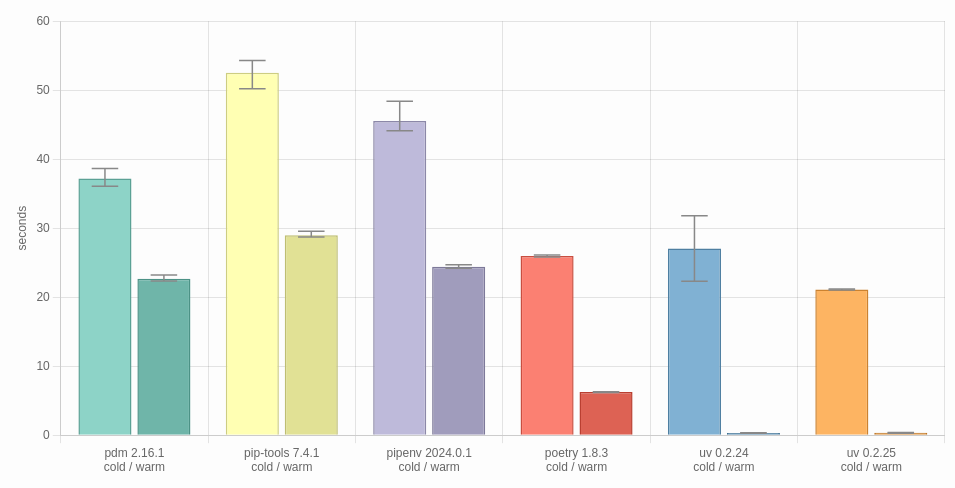 60
50
40
30
20
10
0
seconds
pdm 2.16.1
cold / warm
pip-tools 7.4.1
cold / warm
pipenv 2024.0.1
cold / warm
poetry 1.8.3
cold / warm
uv 0.2.24
cold / warm
uv 0.2.25
cold / warm